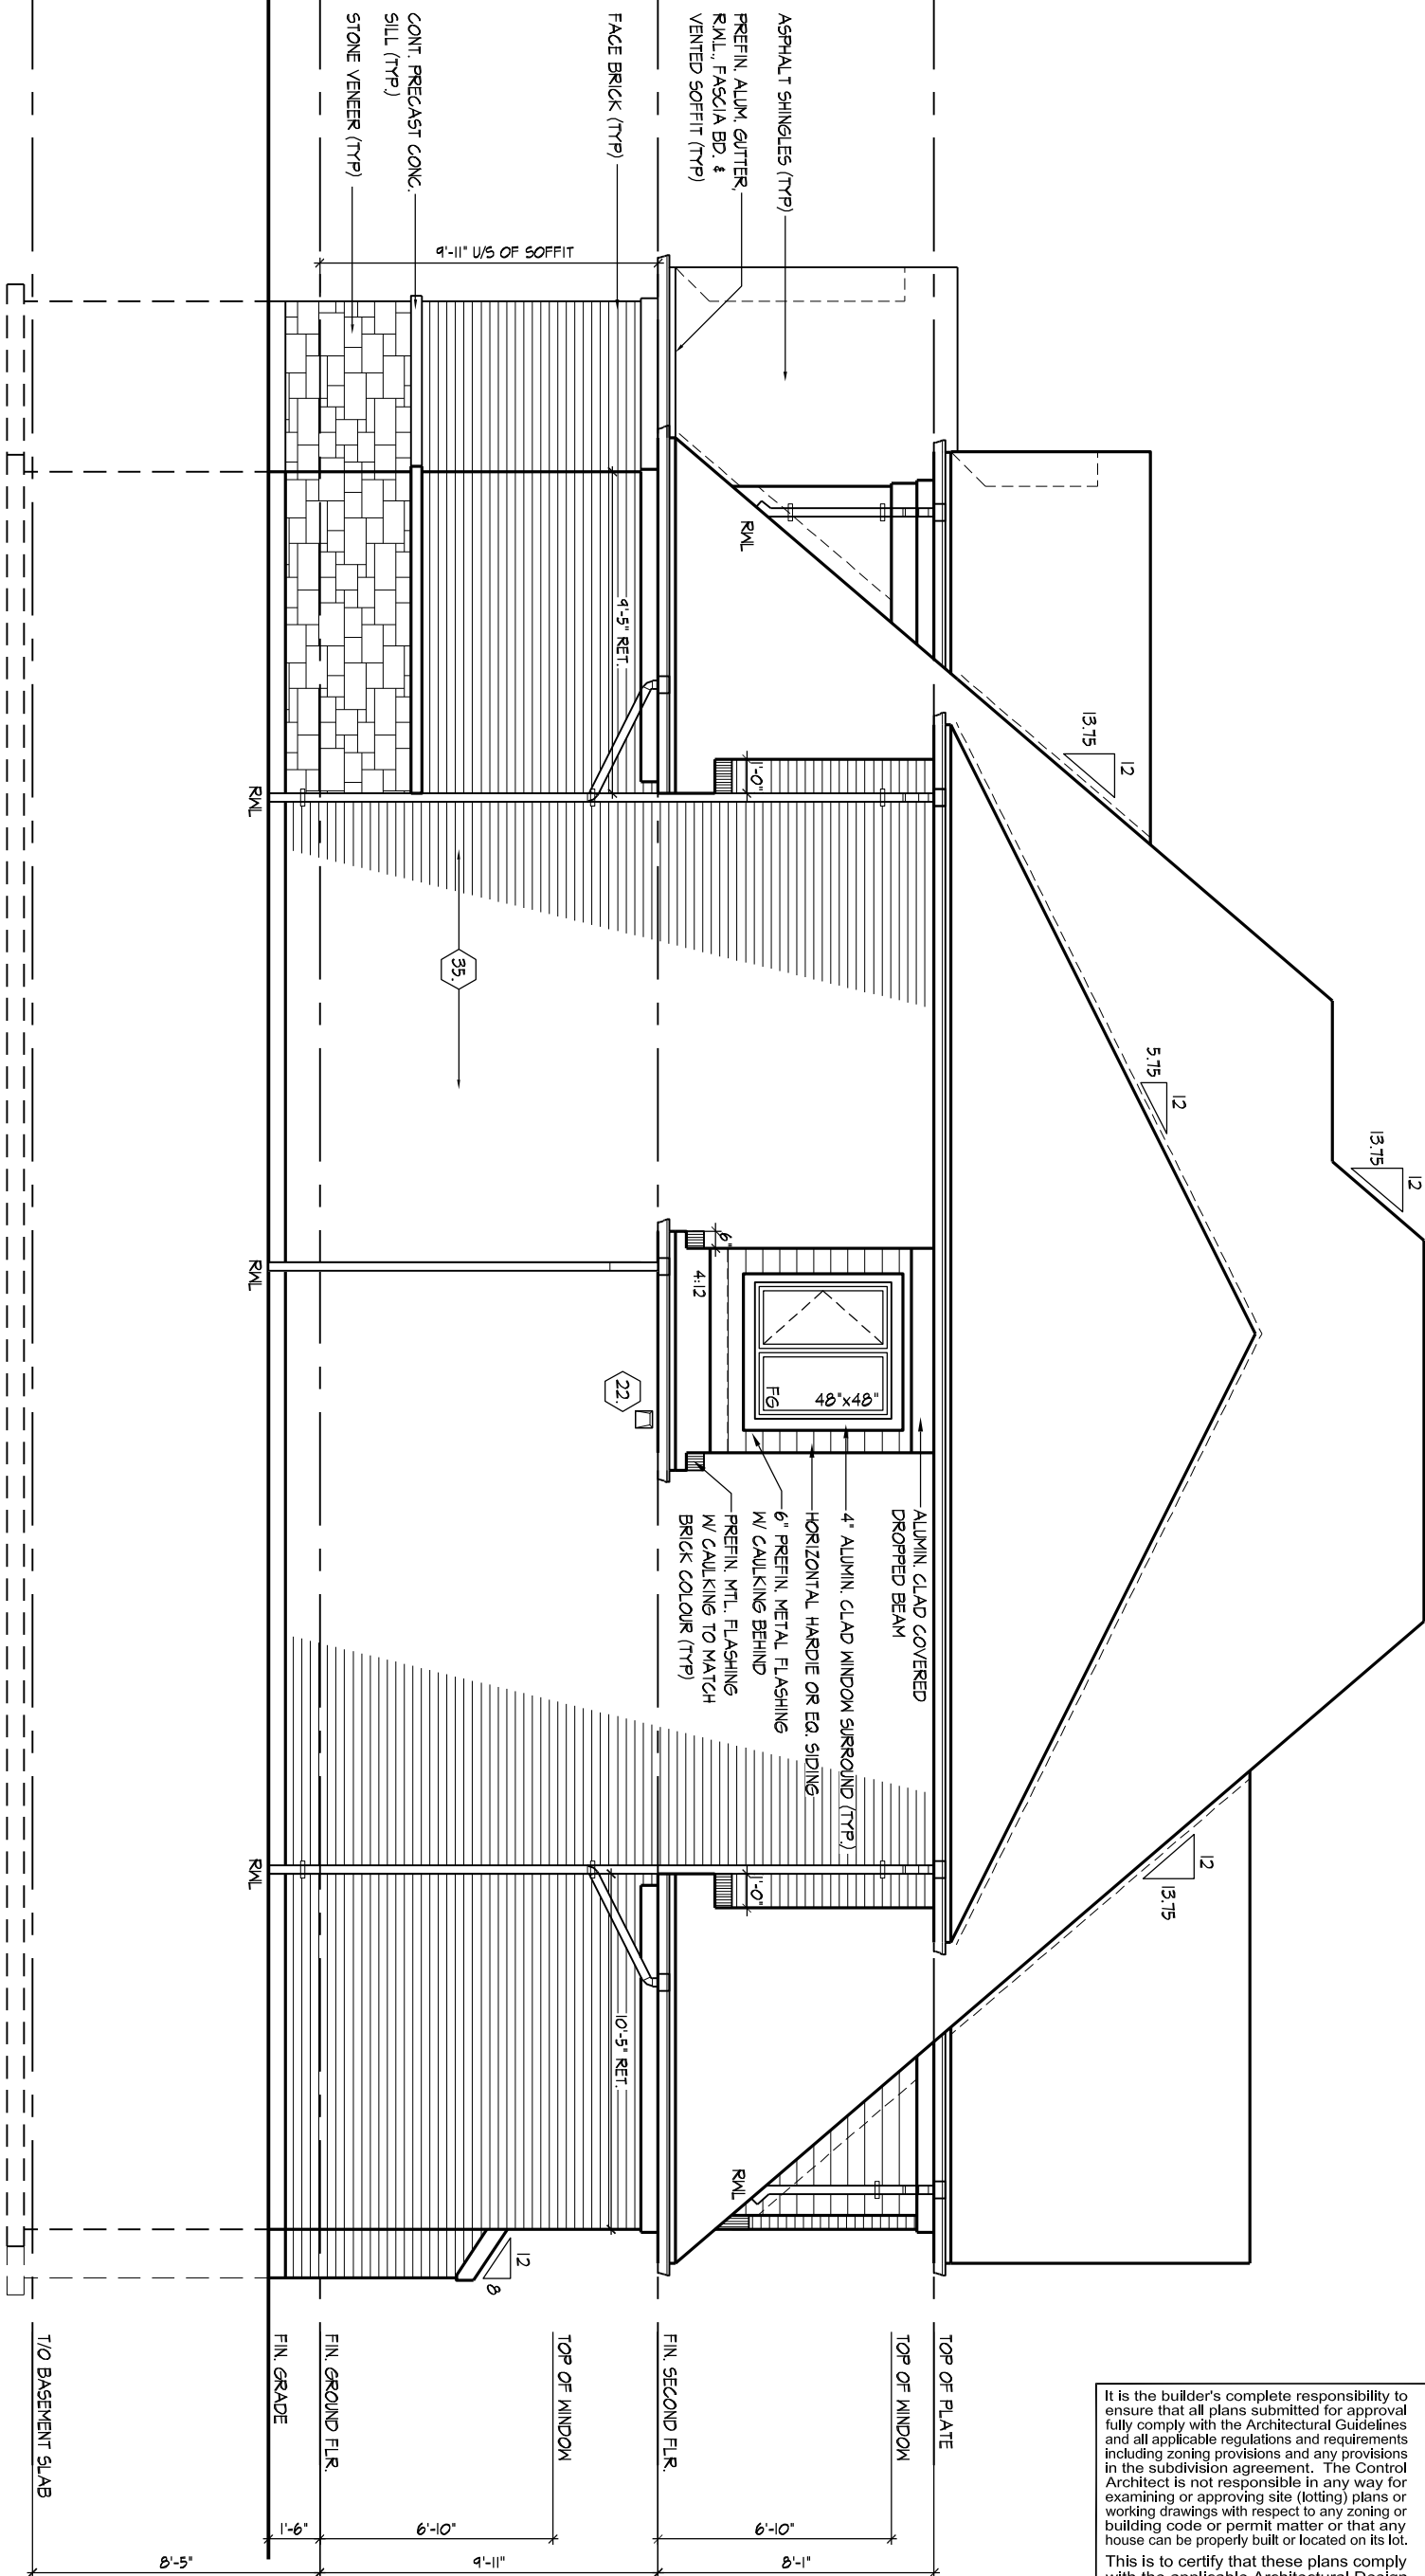 ASPHALT SHINGLES (TYP)
PREFIN. ALUM. GUTTER,
R.W.L., FASCIA BD. &
VENTED SOFFIT (TYP)
FACE BRICK (TYP)
CONT. PRECAST CONC.
SILL (TYP.)
STONE VENEER (TYP)
9'-11" U/S OF SOFFIT
RWL
9'-5" RET.
1'-0"
RWL
12
13.75
35.
12
5.75
12
13.75
RWL
6"
4:12
22.
FG
48"x48"
ALUMIN. CLAD COVERED
DROPPED BEAM
4" ALUMIN. CLAD WINDOW SURROUND (TYP.)
HORIZONTAL HARDIE OR EQ. SIDING
6" PREFIN. METAL FLASHING
W/ CAULKING BEHIND
PREFIN. MTL. FLASHING
W/ CAULKING TO MATCH
BRICK COLOUR (TYP)
RWL
1'-0"
12
13.75
10'-5" RET.
RWL
12
8
TOP OF PLATE
TOP OF WINDOW
FIN. SECOND FLR.
TOP OF WINDOW
FIN. GROUND FLR.
FIN. GRADE
T/O BASEMENT SLAB
6'-10"
8'-1"
6'-10"
9'-11"
1'-6"
8'-5"
It is the builder's complete responsibility to
ensure that all plans submitted for approval
fully comply with the Architectural Guidelines
and all applicable regulations and requirements
including zoning provisions and any provisions
in the subdivision agreement. The Control
Architect is not responsible in any way for
examining or approving site (lotting) plans or
working drawings with respect to any zoning or
building code or permit matter or that any
house can be properly built or located on its lot.
This is to certify that these plans comply
with the applicable Architectural Design